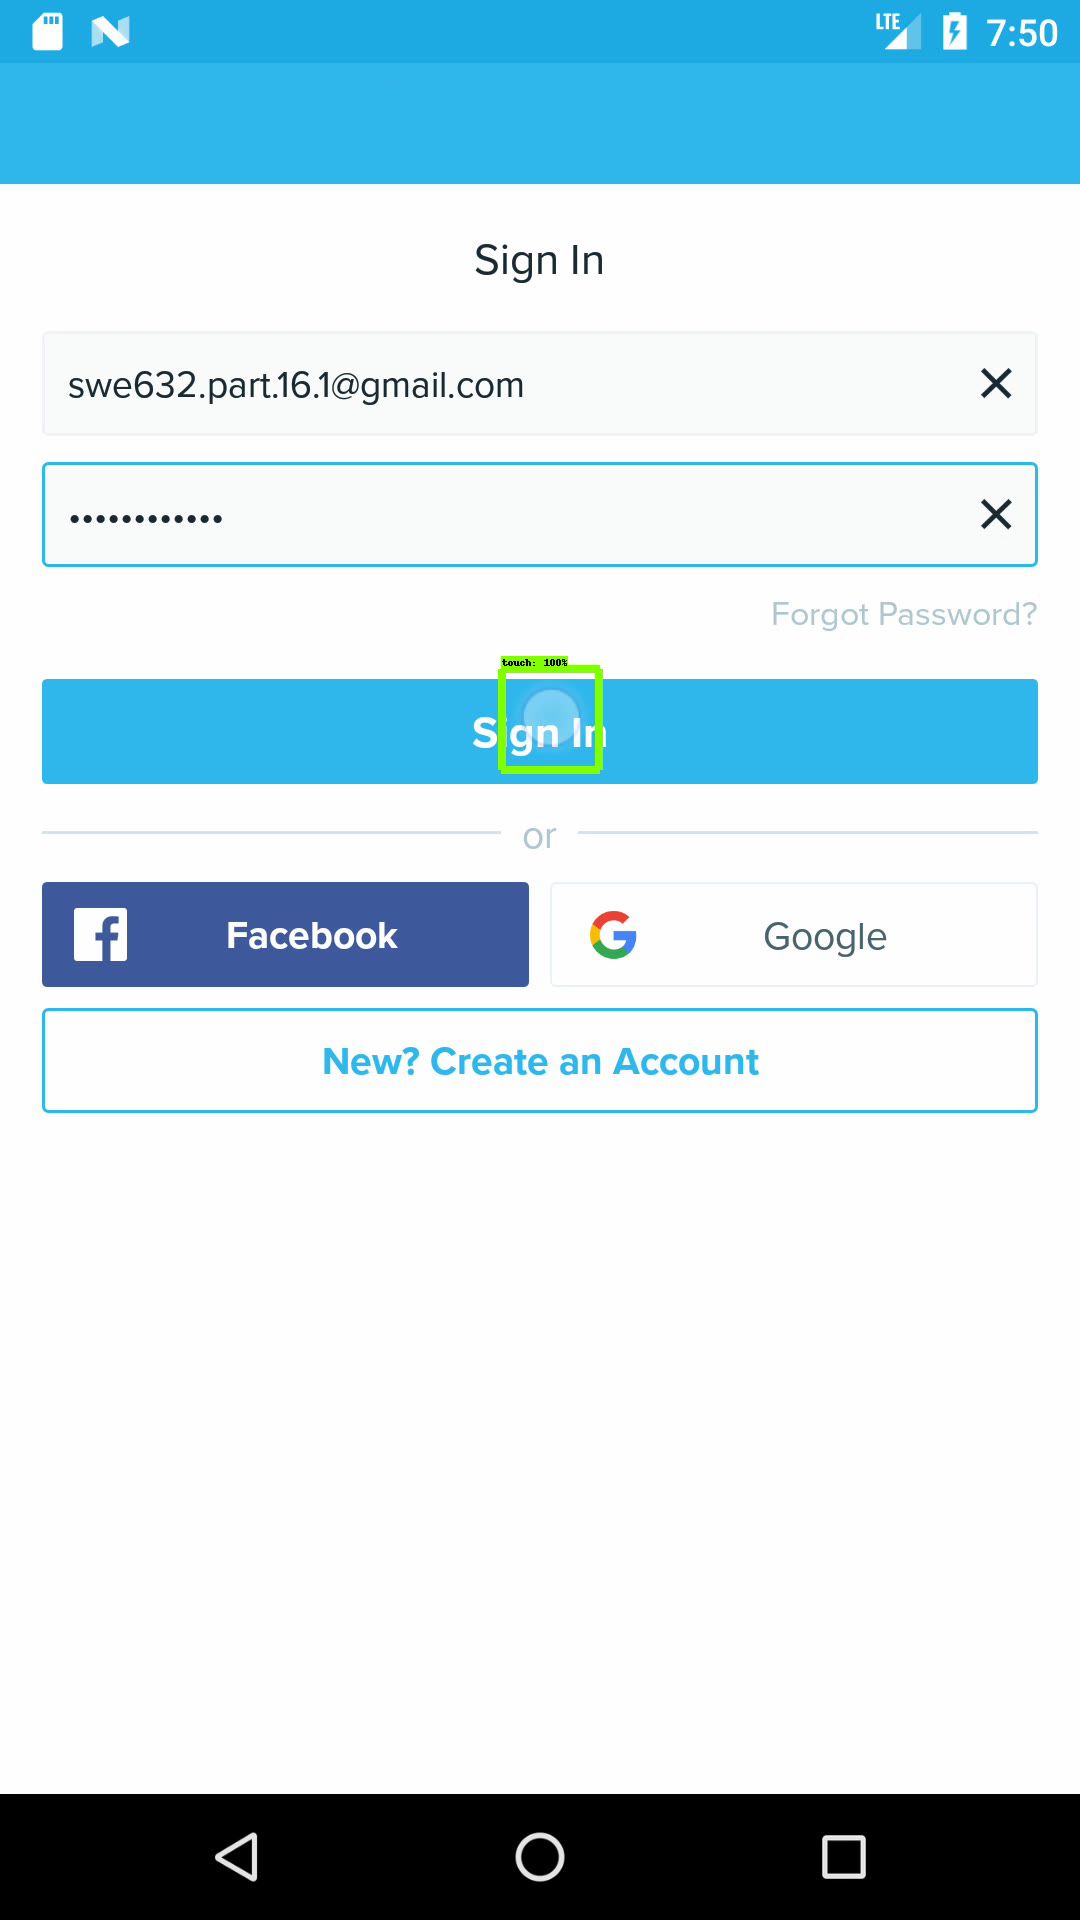 LTE 7:50
Sign In
swe632.part.16.1@gmail.com
••••••••••••
Forgot Password?
touch: 100%
Sign In
or
Facebook
Google
New? Create an Account